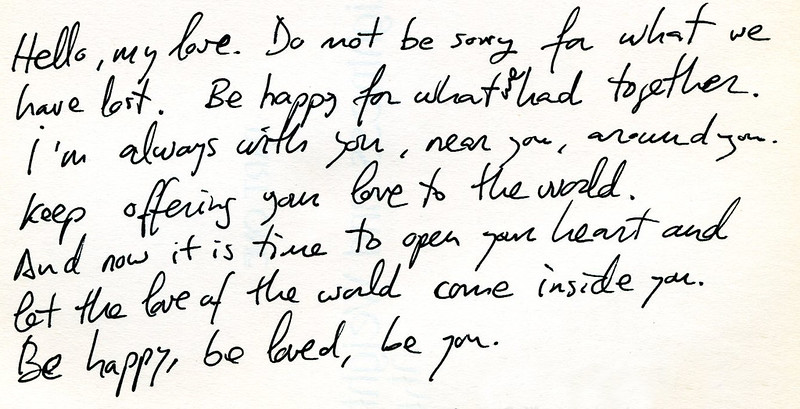 Hello, my love. Do not be sorry for what we
have lost. Be happy for what we had together.
I'm always with you, near you, around you.
Keep offering your love to the world.
And now it is time to open your heart and
let the love of the world come inside you.
Be happy, be loved, be you.